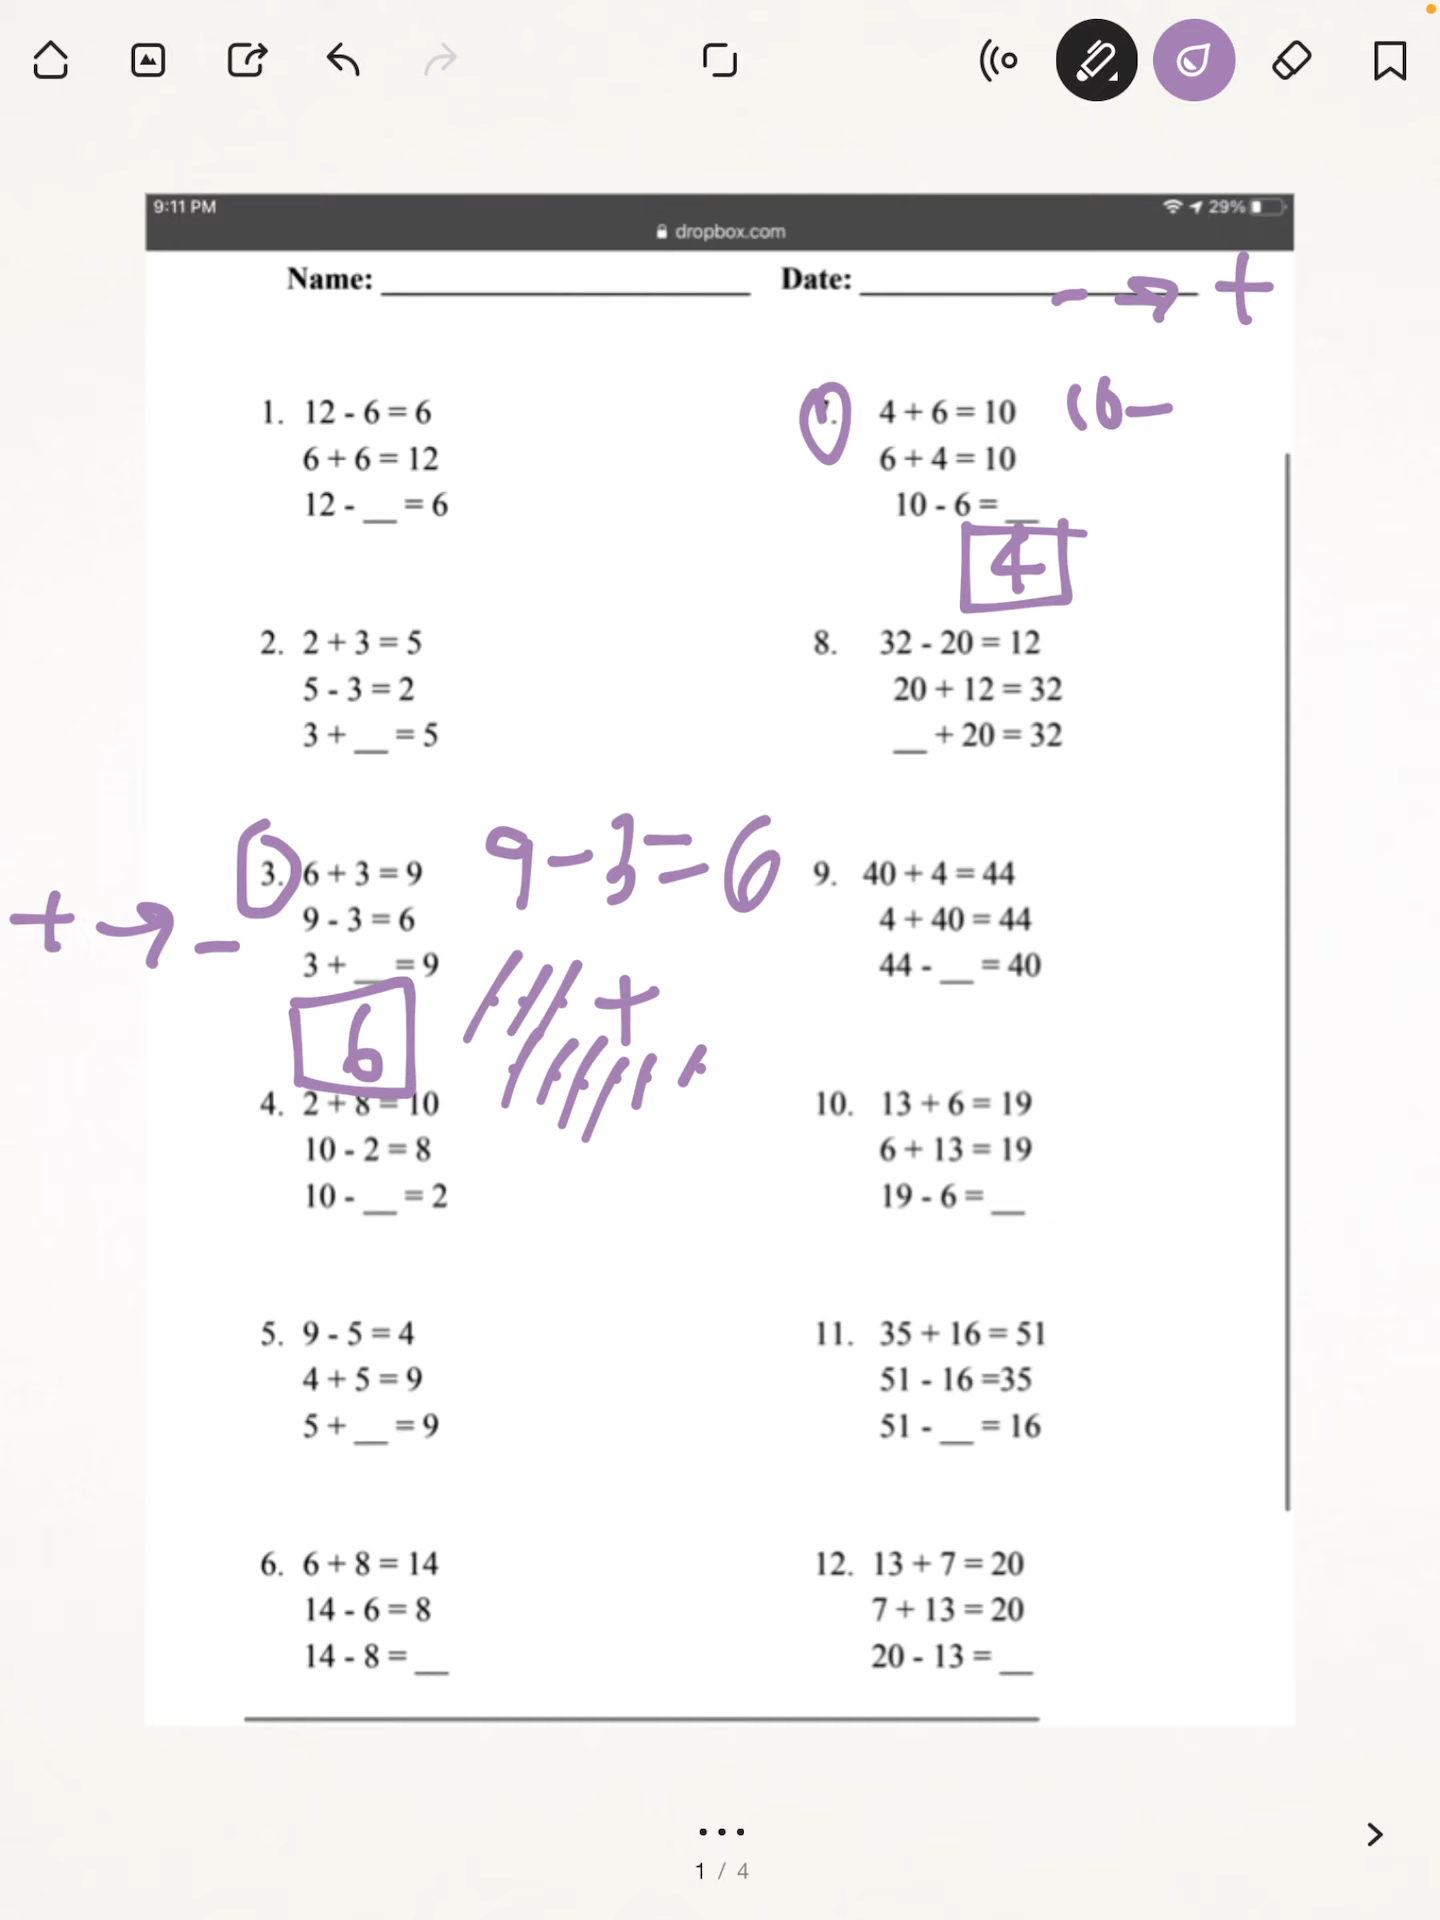 9:11 PM
29%
dropbox.com
Name: ____________ Date: ____________
- → +
1. 12 - 6 = 6
6 + 6 = 12
12 - __ = 6
2. 2 + 3 = 5
5 - 3 = 2
3 + __ = 5
+ → -
3. 6 + 3 = 9
9 - 3 = 6
3 + __ = 9
6
9 - 3 = 6
+
4. 2 + 8 = 10
10 - 2 = 8
10 - __ = 2
5. 9 - 5 = 4
4 + 5 = 9
5 + __ = 9
6. 6 + 8 = 14
14 - 6 = 8
14 - 8 = __
4 + 6 = 10
10 -
6 + 4 = 10
10 - 6 = __
4
8. 32 - 20 = 12
20 + 12 = 32
__ + 20 = 32
9. 40 + 4 = 44
4 + 40 = 44
44 - __ = 40
10. 13 + 6 = 19
6 + 13 = 19
19 - 6 = __
11. 35 + 16 = 51
51 - 16 =35
51 - __ = 16
12. 13 + 7 = 20
7 + 13 = 20
20 - 13 = __
1 / 4